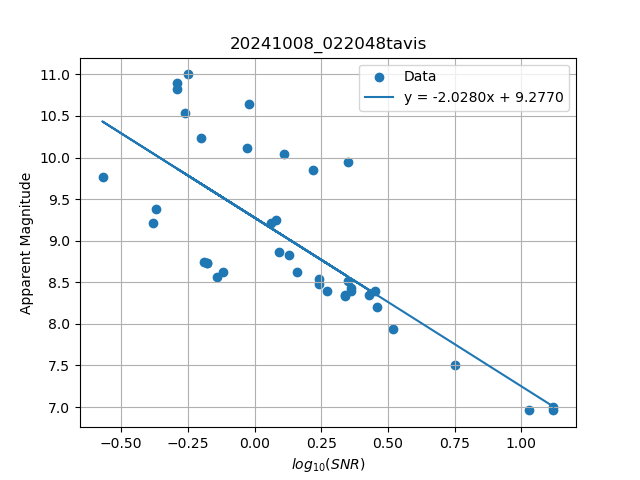 20241008_022048tavis
Data
y = -2.0280x + 9.2770
11.0
10.5
10.0
9.5
9.0
8.5
8.0
7.5
7.0
Apparent Magnitude
−0.50 −0.25 0.00 0.25 0.50 0.75 1.00
log10(SNR)